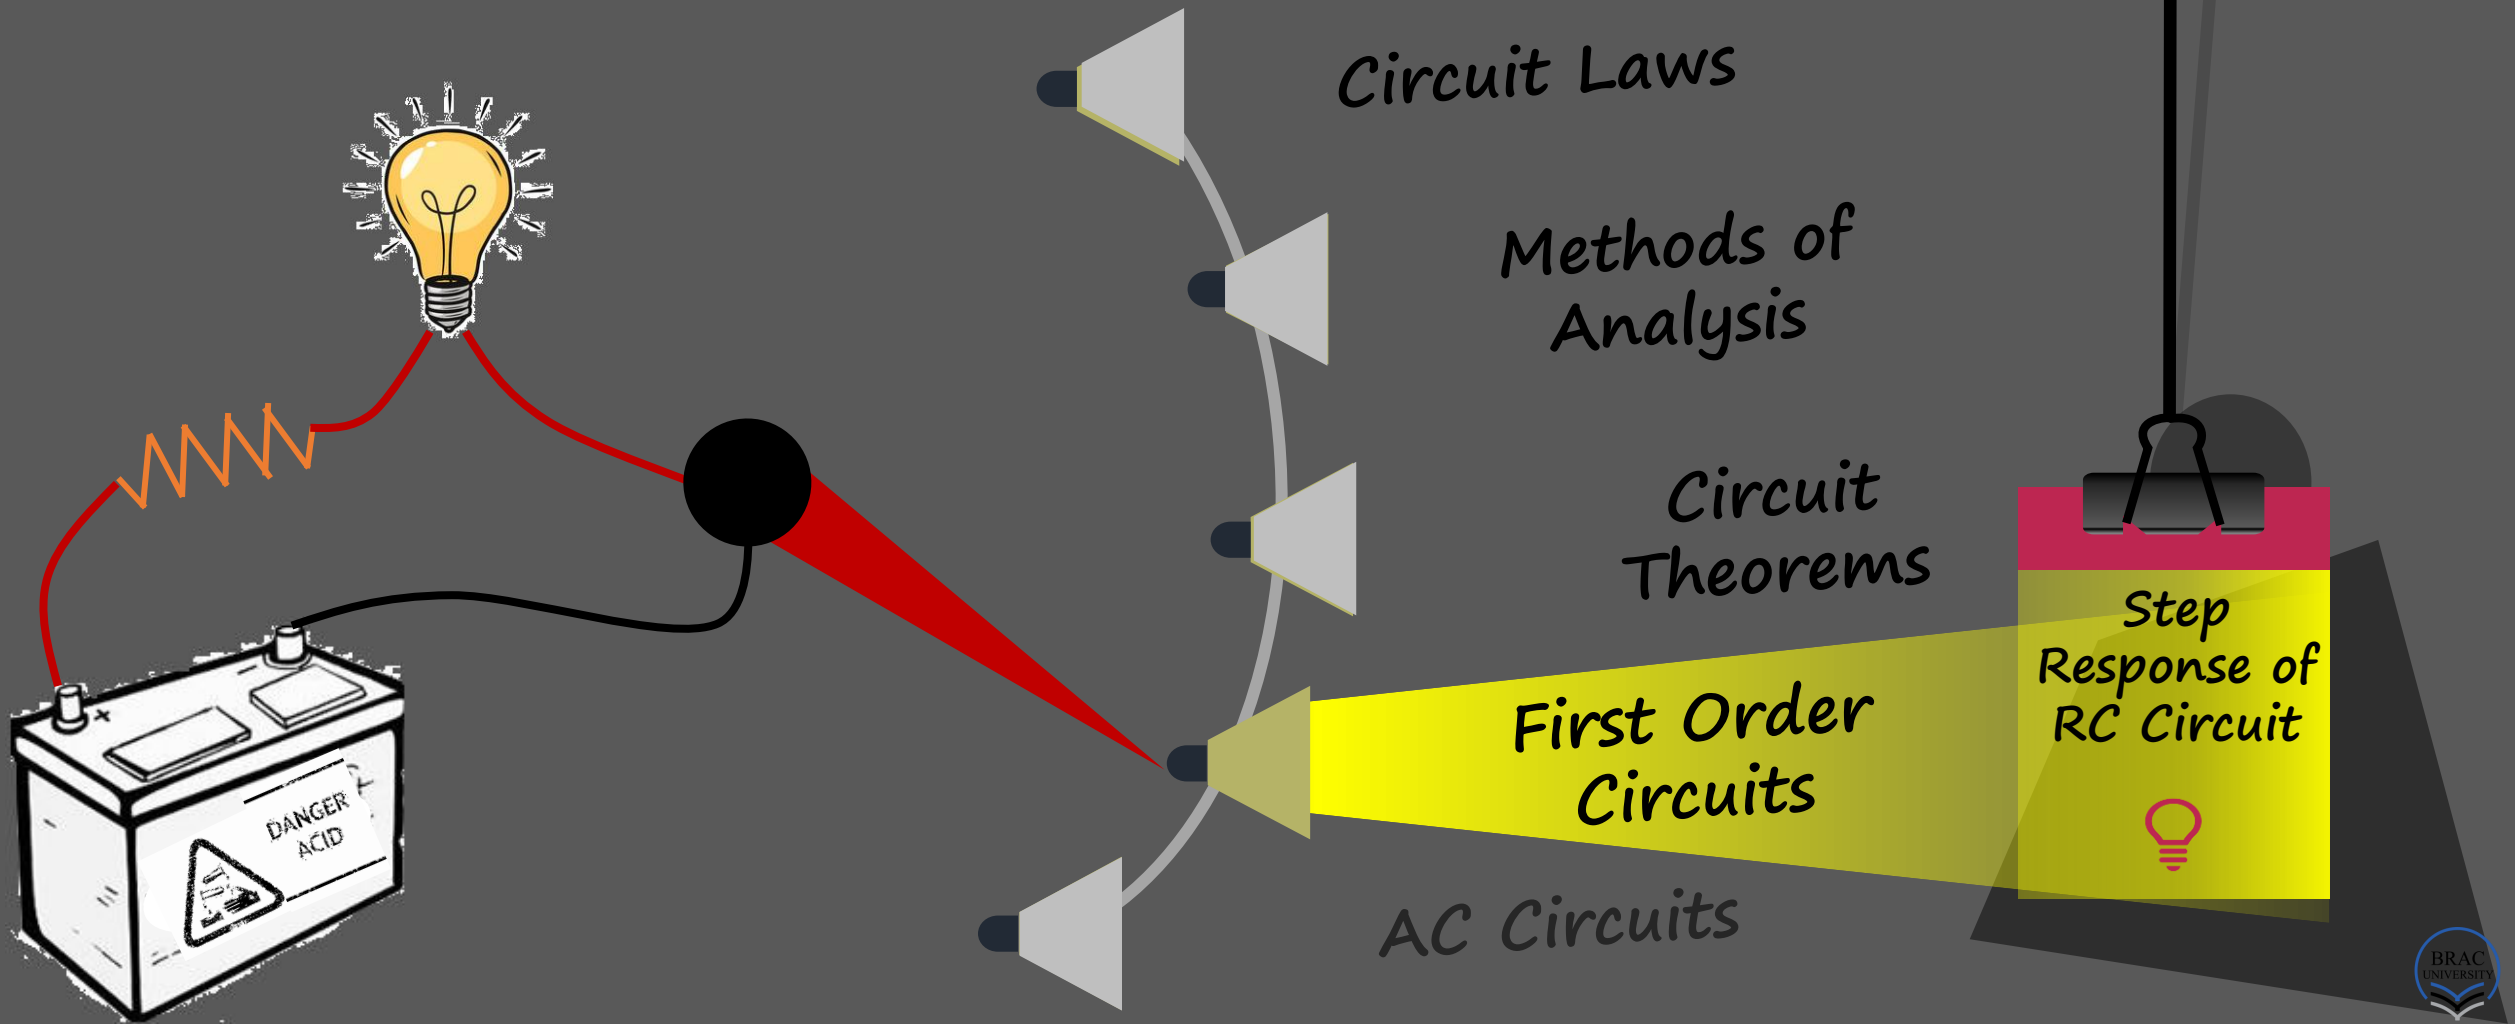 Circuit Laws
Methods of
Analysis
Circuit
Theorems
First Order
Circuits
AC Circuits
Step
Response of
RC Circuit
+
DANGER
ACID
BRAC
UNIVERSITY